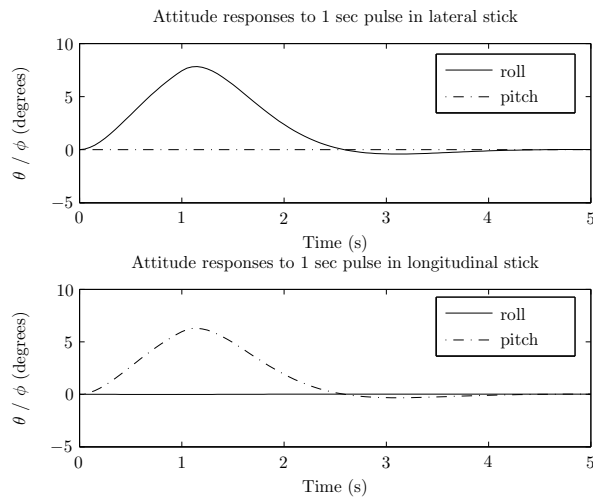 Attitude responses to 1 sec pulse in lateral stick
10
5
0
−5
θ / ϕ (degrees)
roll
pitch
0 1 2 3 4 5
Time (s)
Attitude responses to 1 sec pulse in longitudinal stick
10
5
0
−5
θ / ϕ (degrees)
roll
pitch
0 1 2 3 4 5
Time (s)